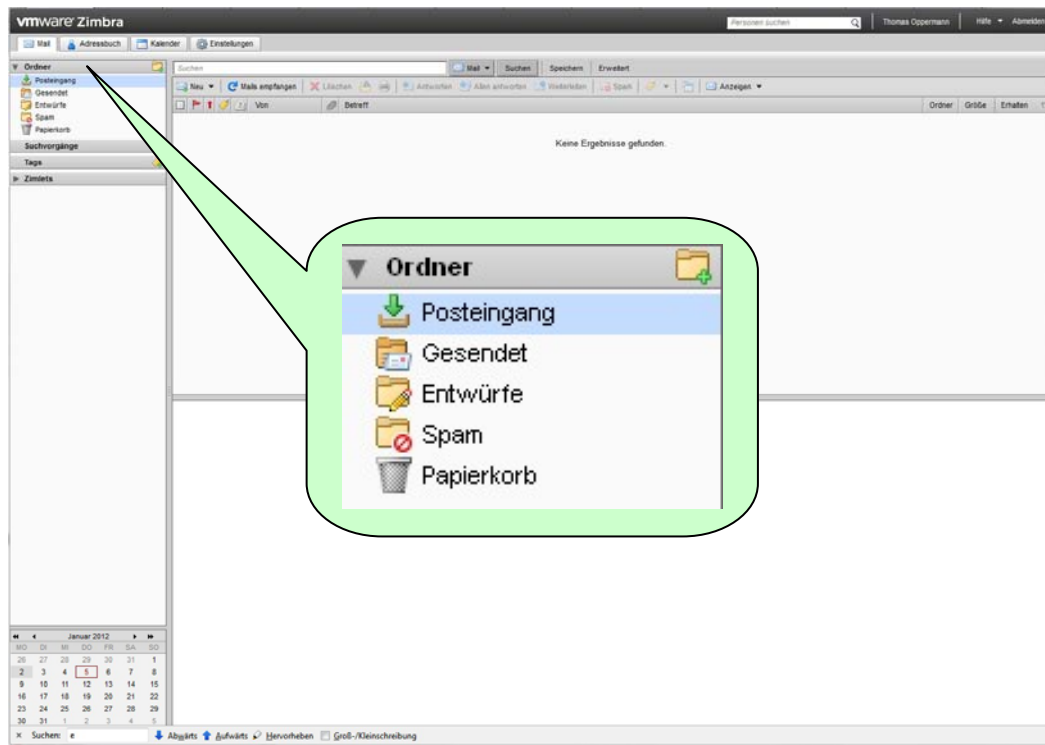 vmware Zimbra
Personen suchen
Thomas Oppermann
Hilfe
Abmelden
Mail
Adressbuch
Kalender
Einstellungen
Ordner
Posteingang
Gesendet
Entwürfe
Spam
Papierkorb
Suchvorgänge
Tags
Zimlets
Suchen
Mail
Suchen
Speichern
Erweitert
Neu
Mails empfangen
Löschen
Antworten
Allen antworten
Weiterleiten
Spam
Anzeigen
Von
Betreff
Ordner
Größe
Erhalten
Keine Ergebnisse gefunden.
Ordner
Posteingang
Gesendet
Entwürfe
Spam
Papierkorb
Januar 2012
MO DI MI DO FR SA SO
26 27 28 29 30 31 1
2 3 4 5 6 7 8
9 10 11 12 13 14 15
16 17 18 19 20 21 22
23 24 25 26 27 28 29
30 31 1 2 3 4 5
× Suchen: e
Abwärts Aufwärts Hervorheben Groß-/Kleinschreibung